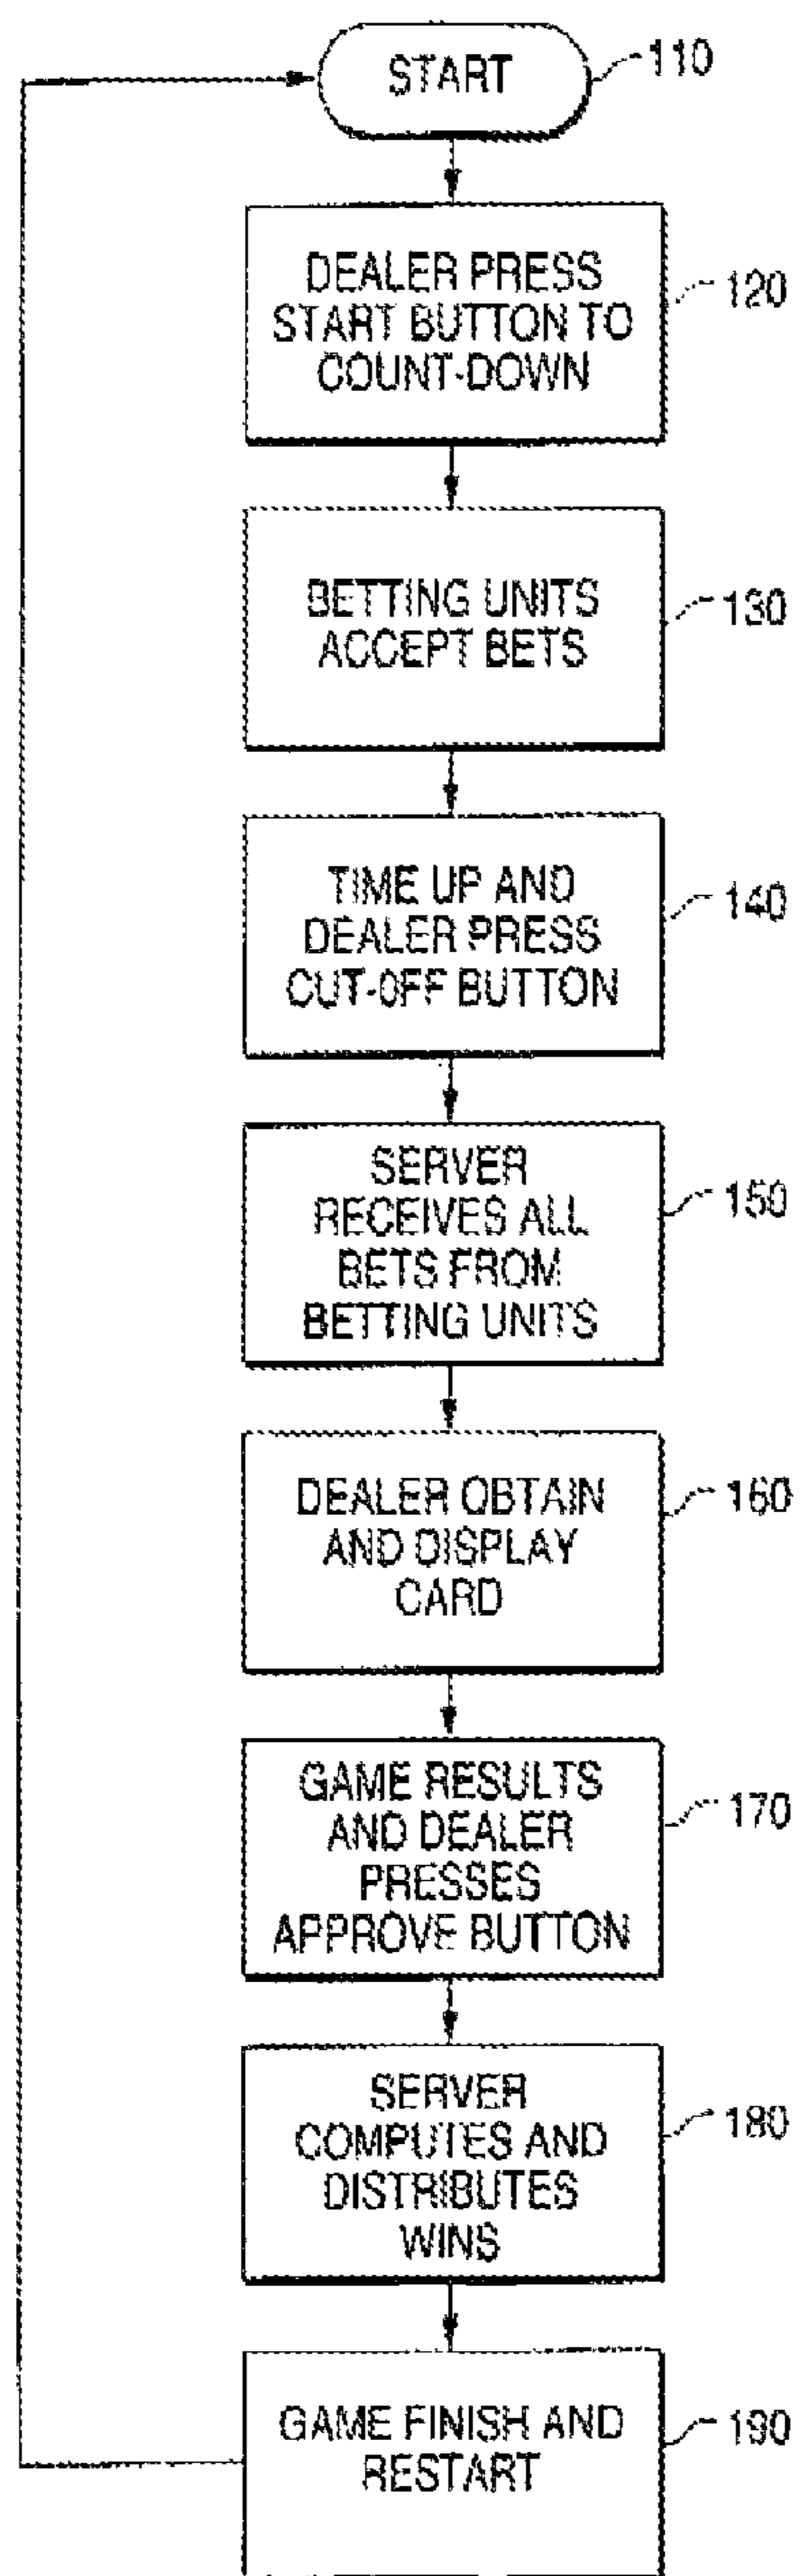 START
110
DEALER PRESS
START BUTTON TO
COUNT-DOWN
120
BETTING UNITS
ACCEPT BETS
130
TIME UP AND
DEALER PRESS
CUT-OFF BUTTON
140
SERVER
RECEIVES ALL
BETS FROM
BETTING UNITS
150
DEALER OBTAIN
AND DISPLAY
CARD
160
GAME RESULTS
AND DEALER
PRESSES
APPROVE BUTTON
170
SERVER
COMPUTES AND
DISTRIBUTES
WINS
180
GAME FINISH AND
RESTART
190